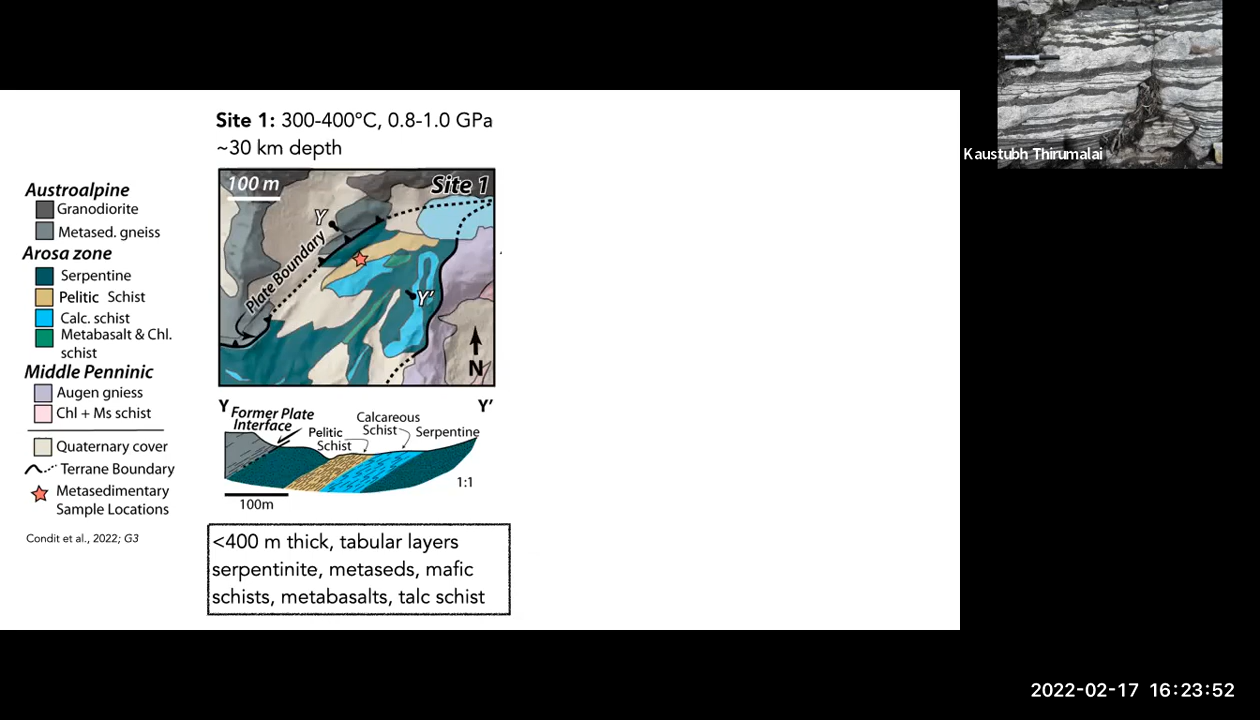 Site 1: 300-400°C, 0.8-1.0 GPa
~30 km depth
Austroalpine
Granodiorite
Metased. gneiss
Arosa zone
Serpentine
Pelitic Schist
Calc. schist
Metabasalt & Chl.
schist
Middle Penninic
Augen gniess
Chl + Ms schist
Quaternary cover
Terrane Boundary
Metasedimentary
Sample Locations
Condit et al., 2022; G3
100 m
Site 1
Y
Plate Boundary
Y'
N
Y
Y'
Former Plate
Interface
Pelitic
Schist
Calcareous
Schist
Serpentine
1:1
100m
<400 m thick, tabular layers
serpentinite, metaseds, mafic
schists, metabasalts, talc schist
Kaustubh Thirumalai
2022-02-17 16:23:52